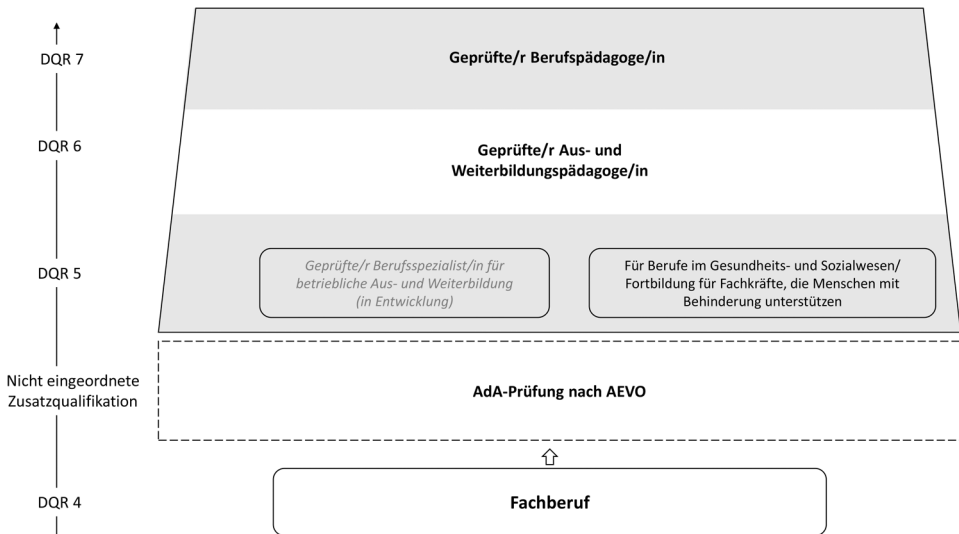 DQR 7
Geprüfte/r Berufspädagoge/in
DQR 6
Geprüfte/r Aus- und
Weiterbildungspädagoge/in
DQR 5
Geprüfte/r Berufsspezialist/in für
betriebliche Aus- und Weiterbildung
(in Entwicklung)
Für Berufe im Gesundheits- und Sozialwesen/
Fortbildung für Fachkräfte, die Menschen mit
Behinderung unterstützen
Nicht eingeordnete
Zusatzqualifikation
AdA-Prüfung nach AEVO
DQR 4
Fachberuf